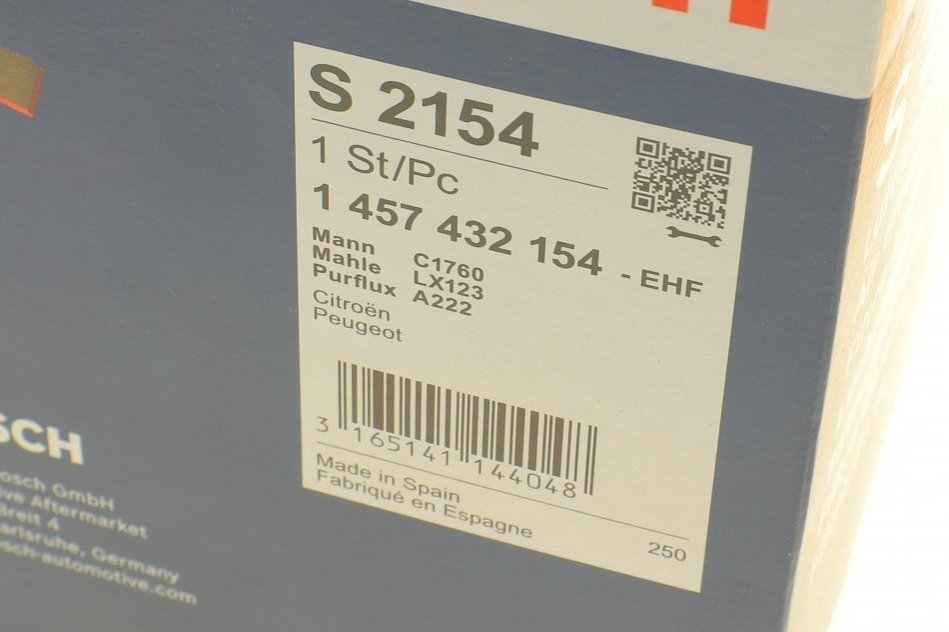 S 2154
1 St/Pc
1 457 432 154 - EHF
Mann C1760
Mahle LX123
Purflux A222
Citroën
Peugeot
3 165141 144048
Made in Spain
Fabriqué en Espagne
250
SCH
osch GmbH
ive Aftermarket
Breit 4
arlsruhe, Germany
sch-automotive.com